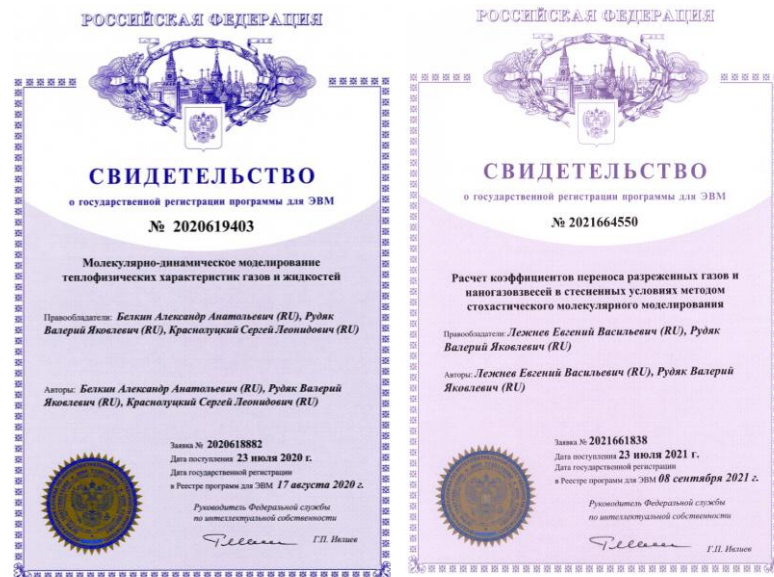 РОССИЙСКАЯ ФЕДЕРАЦИЯ
СВИДЕТЕЛЬСТВО
о государственной регистрации программы для ЭВМ
№ 2020619403
Молекулярно-динамическое моделирование
теплофизических характеристик газов и жидкостей
Правообладатели: Белкин Александр Анатольевич (RU), Рудяк
Валерий Яковлевич (RU), Краснолуцкий Сергей Леонидович (RU)
Авторы: Белкин Александр Анатольевич (RU), Рудяк Валерий
Яковлевич (RU), Краснолуцкий Сергей Леонидович (RU)
Заявка № 2020618882
Дата поступления 23 июля 2020 г.
Дата государственной регистрации
в Реестре программ для ЭВМ 17 августа 2020 г.
Руководитель Федеральной службы
по интеллектуальной собственности
Г.П. Ивлиев
РОССИЙСКАЯ ФЕДЕРАЦИЯ
СВИДЕТЕЛЬСТВО
о государственной регистрации программы для ЭВМ
№ 2021664550
Расчет коэффициентов переноса разреженных газов и
наногазовзвесей в стесненных условиях методом
стохастического молекулярного моделирования
Правообладатели: Лежнев Евгений Васильевич (RU), Рудяк
Валерий Яковлевич (RU)
Авторы: Лежнев Евгений Васильевич (RU), Рудяк Валерий
Яковлевич (RU)
Заявка № 2021661838
Дата поступления 23 июля 2021 г.
Дата государственной регистрации
в Реестре программ для ЭВМ 08 сентября 2021 г.
Руководитель Федеральной службы
по интеллектуальной собственности
Г.П. Ивлиев